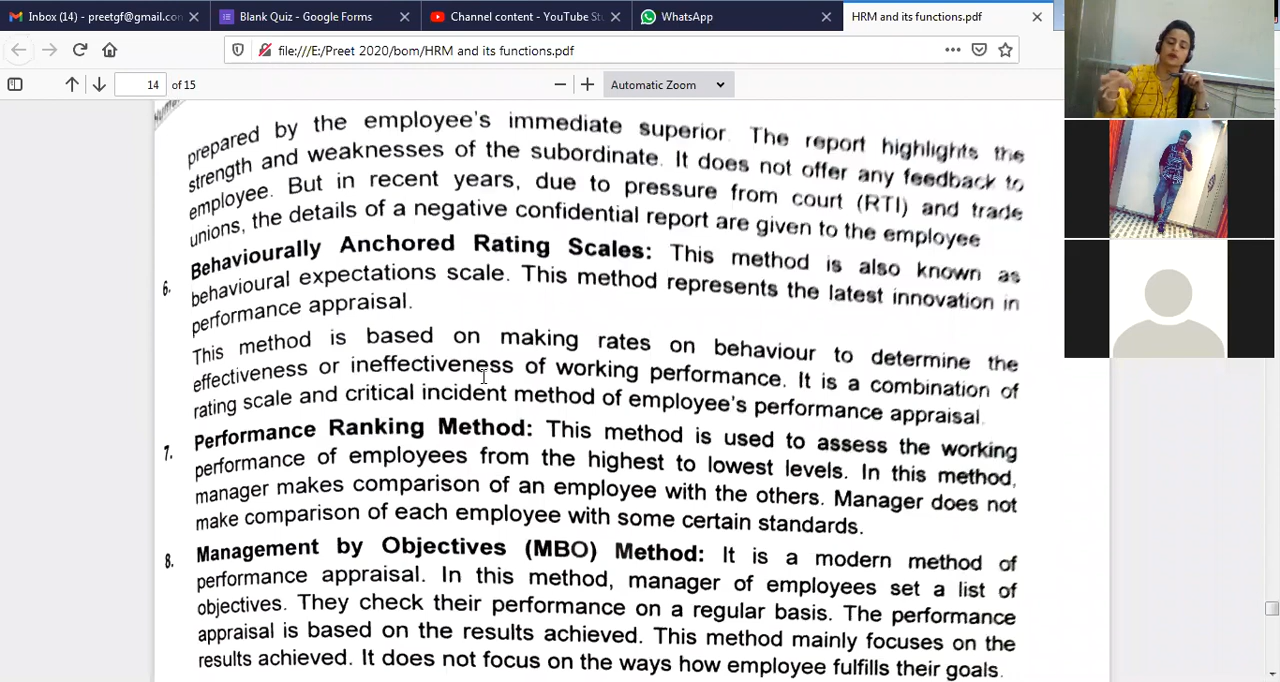 Inbox (14) - preetgf@gmail.co
Blank Quiz - Google Forms
Channel content - YouTube St
WhatsApp
HRM and its functions.pdf
file:///E:/Preet 2020/bom/HRM and its functions.pdf
14 of 15
Automatic Zoom
prepared by the employee's immediate superior. The report highlights the
strength and weaknesses of the subordinate. It does not offer any feedback to
employee. But in recent years, due to pressure from court (RTI) and trade
unions, the details of a negative confidential report are given to the employee
6. Behaviourally Anchored Rating Scales: This method is also known as
behavioural expectations scale. This method represents the latest innovation in
performance appraisal.
This method is based on making rates on behaviour to determine the
effectiveness or ineffectiveness of working performance. It is a combination of
rating scale and critical incident method of employee's performance appraisal.
7. Performance Ranking Method: This method is used to assess the working
performance of employees from the highest to lowest levels. In this method,
manager makes comparison of an employee with the others. Manager does not
make comparison of each employee with some certain standards.
8. Management by Objectives (MBO) Method: It is a modern method of
performance appraisal. In this method, manager of employees set a list of
objectives. They check their performance on a regular basis. The performance
appraisal is based on the results achieved. This method mainly focuses on the
results achieved. It does not focus on the ways how employee fulfills their goals.